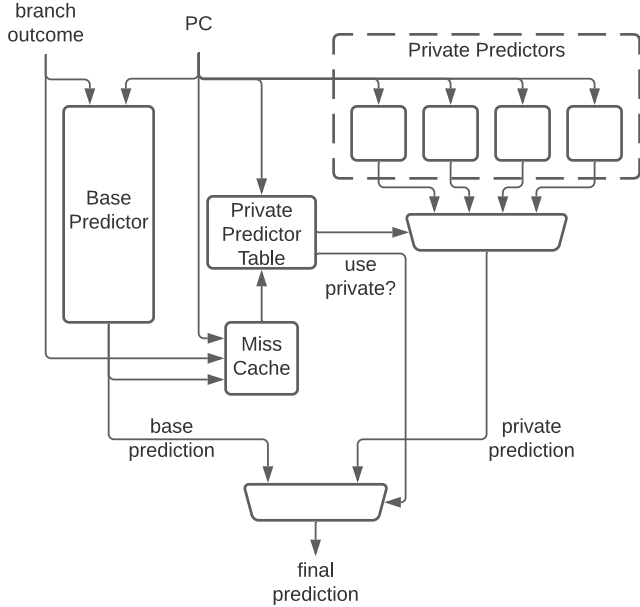 branch
outcome
PC
Private Predictors
Base
Predictor
Private
Predictor
Table
use
private?
Miss
Cache
base
prediction
private
prediction
final
prediction